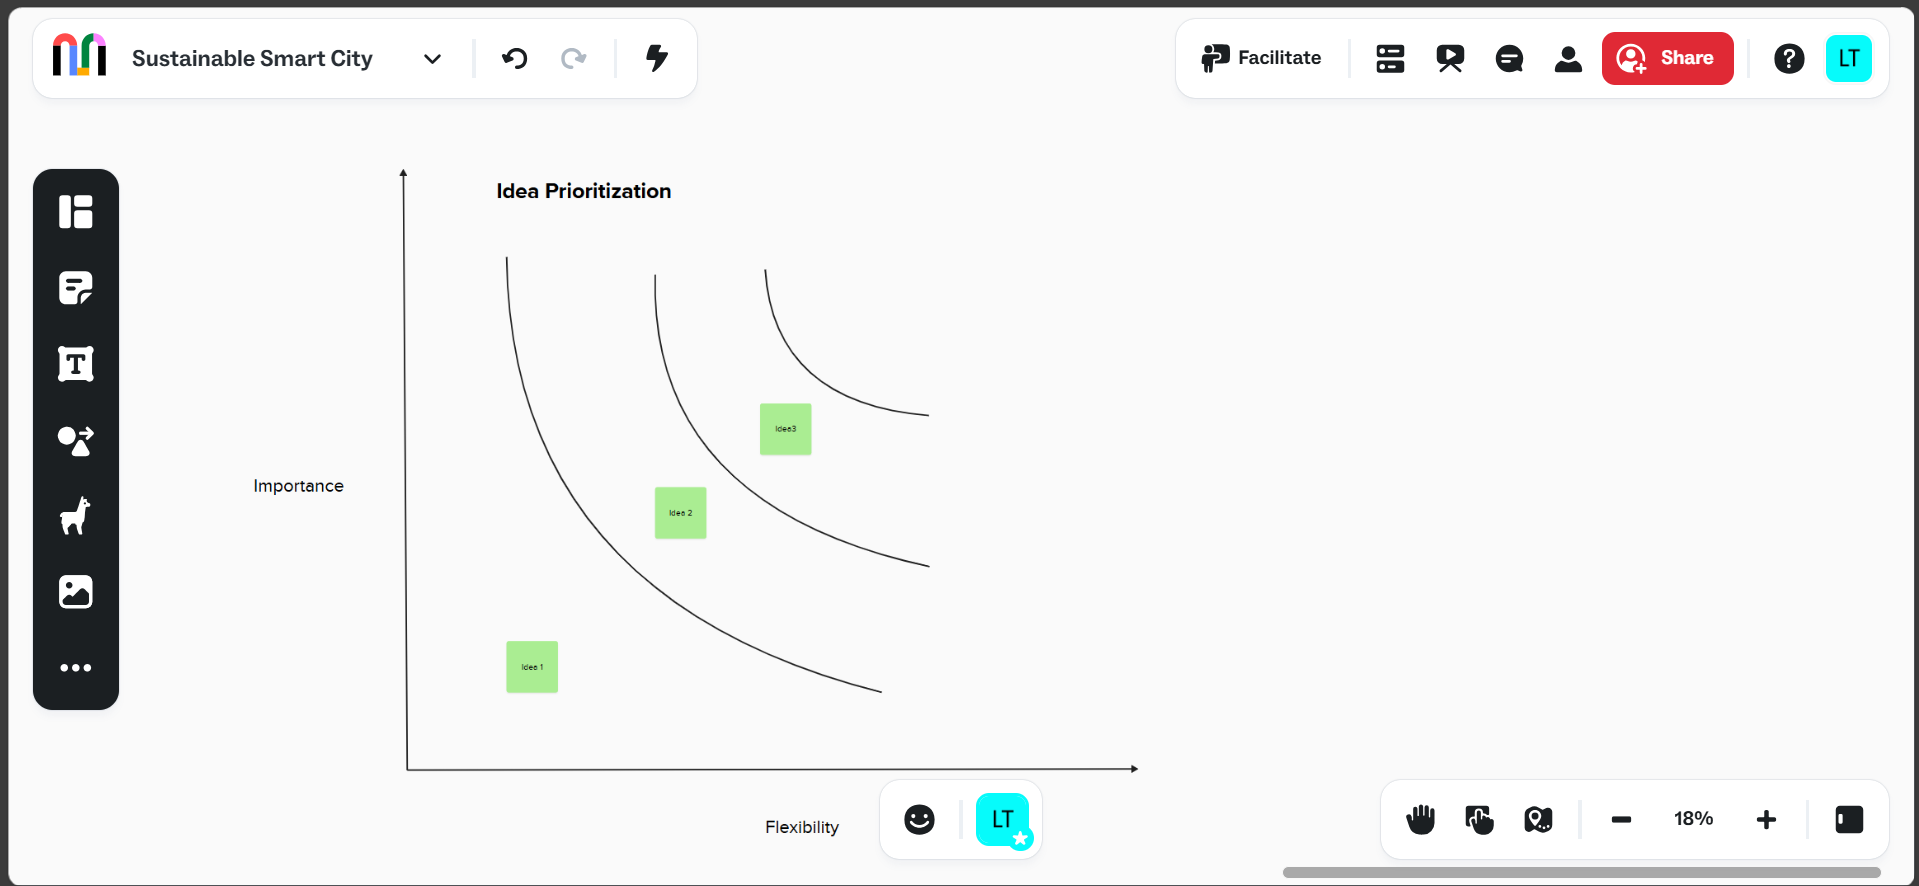 Sustainable Smart City
Facilitate
Share
?
LT
Idea Prioritization
T
Idea3
Importance
Idea 2
Idea 1
LT
18%
Flexibility